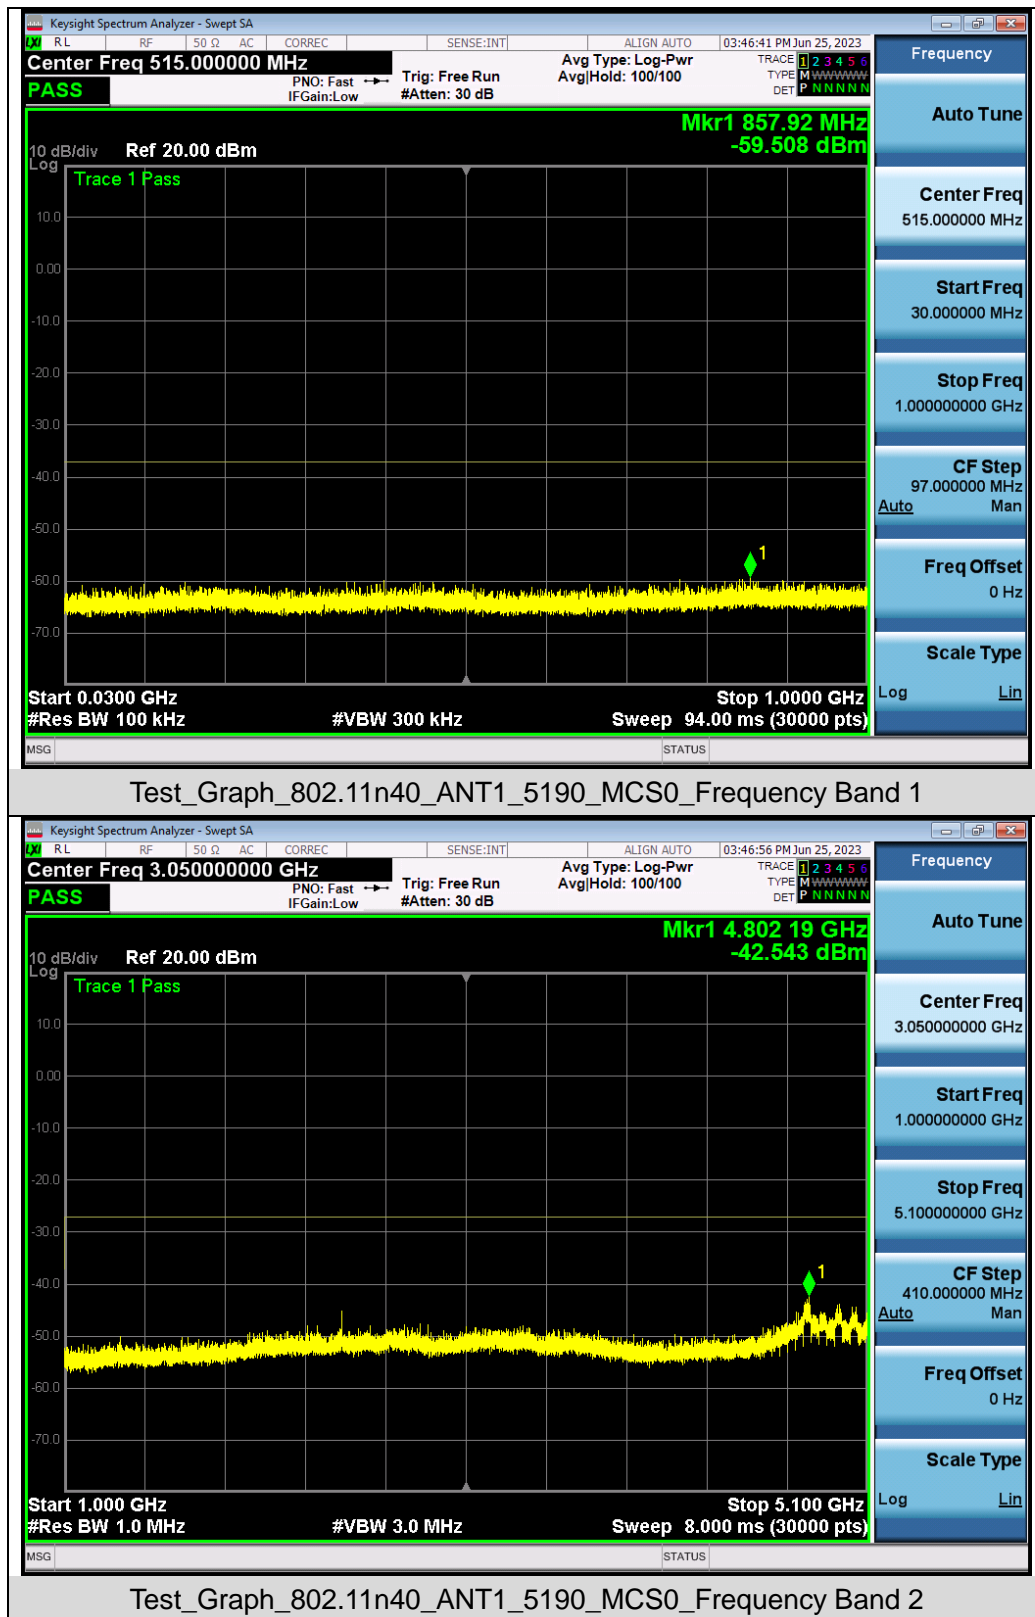 Keysight Spectrum Analyzer - Swept SA
LXI RL RF 50 Ω AC CORREC SENSE:INT ALIGN AUTO 03:46:41 PM Jun 25, 2023
Center Freq 515.000000 MHz
PASS
PNO: Fast
IFGain:Low
Trig: Free Run
#Atten: 30 dB
Avg Type: Log-Pwr
Avg|Hold: 100/100
TRACE 1 2 3 4 5 6
TYPE M WWWWW
DET P N N N N N
Mkr1 857.92 MHz
-59.508 dBm
10 dB/div Ref 20.00 dBm
Log
Trace 1 Pass
10.0
0.00
-10.0
-20.0
-30.0
-40.0
-50.0
-60.0
-70.0
1
Start 0.0300 GHz Stop 1.0000 GHz
#Res BW 100 kHz #VBW 300 kHz Sweep 94.00 ms (30000 pts)
MSG STATUS
Frequency
Auto Tune
Center Freq
515.000000 MHz
Start Freq
30.000000 MHz
Stop Freq
1.000000000 GHz
CF Step
97.000000 MHz
Auto Man
Freq Offset
0 Hz
Scale Type
Log Lin
Test_Graph_802.11n40_ANT1_5190_MCS0_Frequency Band 1
Keysight Spectrum Analyzer - Swept SA
LXI RL RF 50 Ω AC CORREC SENSE:INT ALIGN AUTO 03:46:56 PM Jun 25, 2023
Center Freq 3.050000000 GHz
PASS
PNO: Fast
IFGain:Low
Trig: Free Run
#Atten: 30 dB
Avg Type: Log-Pwr
Avg|Hold: 100/100
TRACE 1 2 3 4 5 6
TYPE M WWWWW
DET P N N N N N
Mkr1 4.802 19 GHz
-42.543 dBm
10 dB/div Ref 20.00 dBm
Log
Trace 1 Pass
10.0
0.00
-10.0
-20.0
-30.0
-40.0
-50.0
-60.0
-70.0
1
Start 1.000 GHz Stop 5.100 GHz
#Res BW 1.0 MHz #VBW 3.0 MHz Sweep 8.000 ms (30000 pts)
MSG STATUS
Frequency
Auto Tune
Center Freq
3.050000000 GHz
Start Freq
1.000000000 GHz
Stop Freq
5.100000000 GHz
CF Step
410.000000 MHz
Auto Man
Freq Offset
0 Hz
Scale Type
Log Lin
Test_Graph_802.11n40_ANT1_5190_MCS0_Frequency Band 2